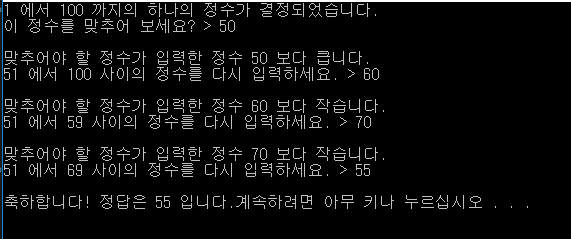 1 에서 100 까지의 하나의 정수가 결정되었습니다.
이 정수를 맞추어 보세요? > 50
맞추어야 할 정수가 입력한 정수 50 보다 큽니다.
51 에서 100 사이의 정수를 다시 입력하세요. > 60
맞추어야 할 정수가 입력한 정수 60 보다 작습니다.
51 에서 59 사이의 정수를 다시 입력하세요. > 70
맞추어야 할 정수가 입력한 정수 70 보다 작습니다.
51 에서 69 사이의 정수를 다시 입력하세요. > 55
축하합니다! 정답은 55 입니다.계속하려면 아무 키나 누르십시오 . . .